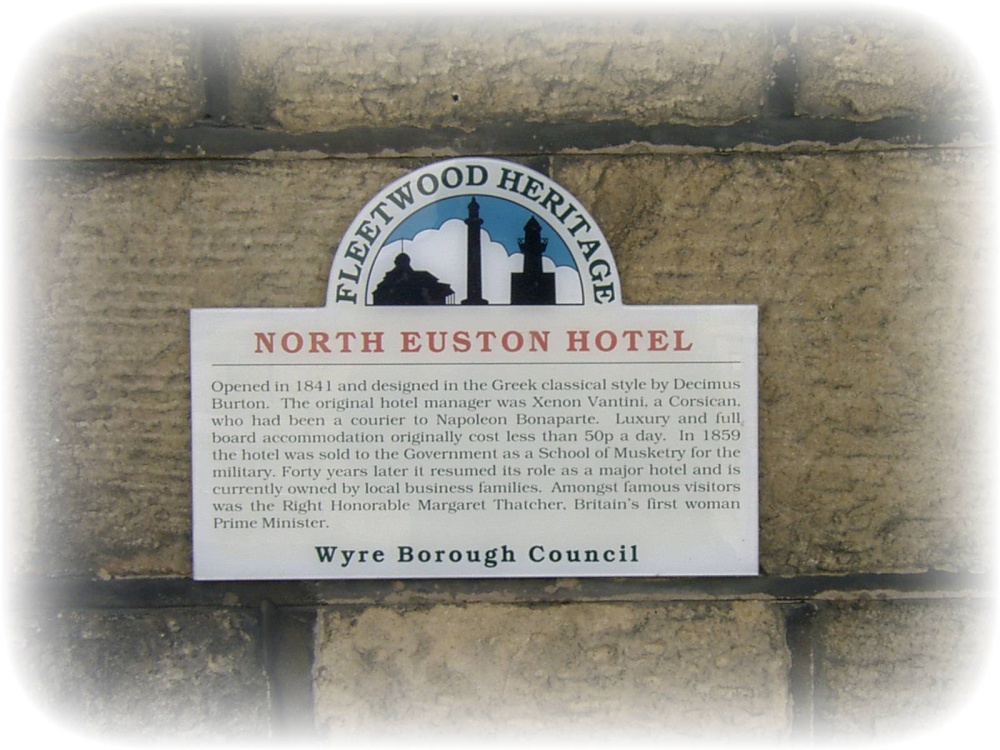 FLEETWOOD HERITAGE
NORTH EUSTON HOTEL
Opened in 1841 and designed in the Greek classical style by Decimus
Burton. The original hotel manager was Xenon Vantini, a Corsican,
who had been a courier to Napoleon Bonaparte. Luxury and full
board accommodation originally cost less than 50p a day. In 1859
the hotel was sold to the Government as a School of Musketry for the
military. Forty years later it resumed its role as a major hotel and is
currently owned by local business families. Amongst famous visitors
was the Right Honorable Margaret Thatcher, Britain's first woman
Prime Minister.
Wyre Borough Council